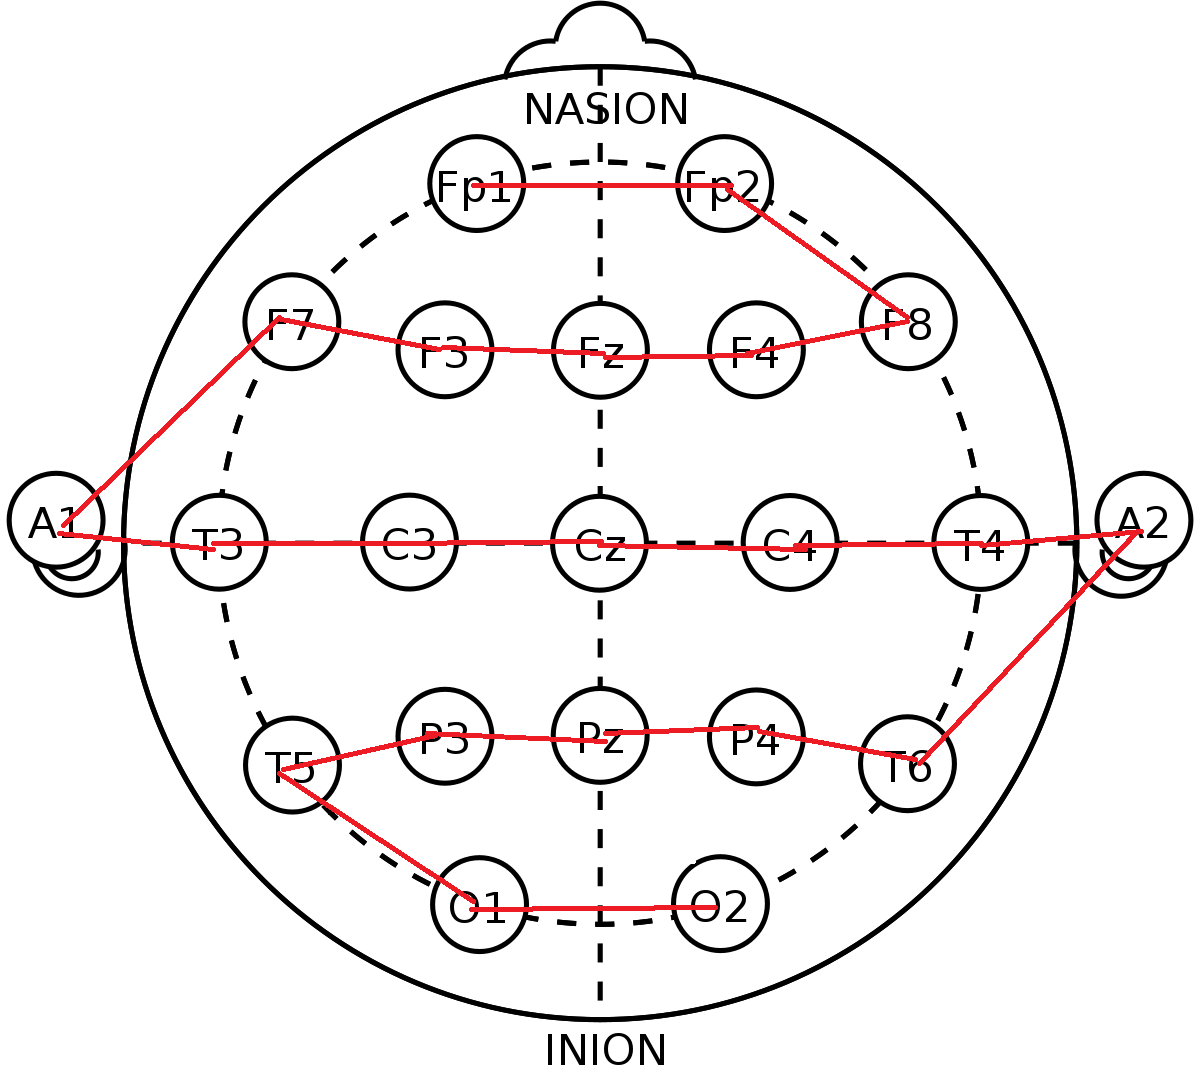 NASION
Fp1 Fp2
F7 F3 Fz F4 F8
A1 T3 C3 Cz C4 T4 A2
T5 P3 Pz P4 T6
O1 O2
INION